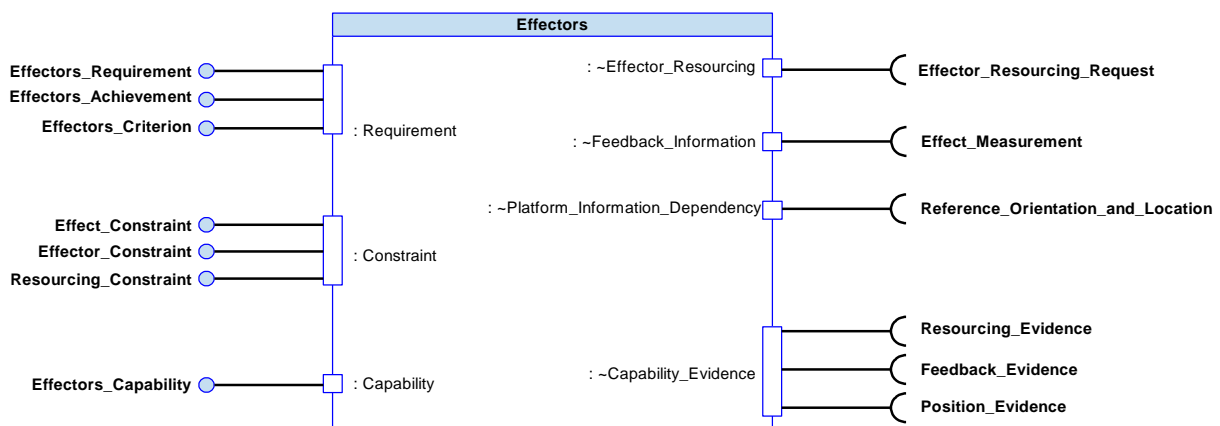 Effectors
Effectors_Requirement
Effectors_Achievement
Effectors_Criterion
: Requirement
Effect_Constraint
Effector_Constraint
Resourcing_Constraint
: Constraint
Effectors_Capability
: Capability
: ~Effector_Resourcing
Effector_Resourcing_Request
: ~Feedback_Information
Effect_Measurement
: ~Platform_Information_Dependency
Reference_Orientation_and_Location
: ~Capability_Evidence
Resourcing_Evidence
Feedback_Evidence
Position_Evidence